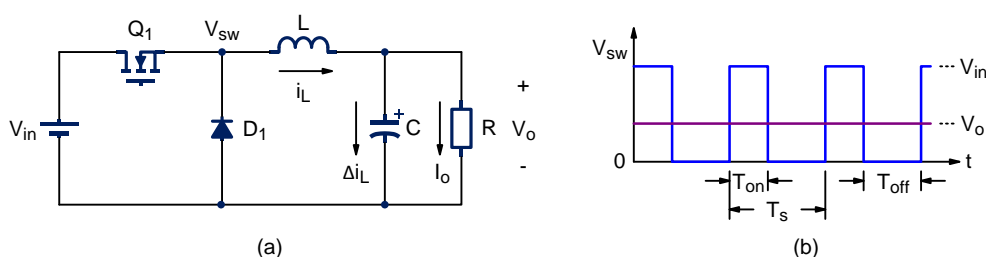 Q1
Vsw
L
iL
Vin
D1
+
C
ΔiL
Io
R
+
Vo
-
(a)
Vsw
Vin
Vo
0
t
Ton
Toff
Ts
(b)